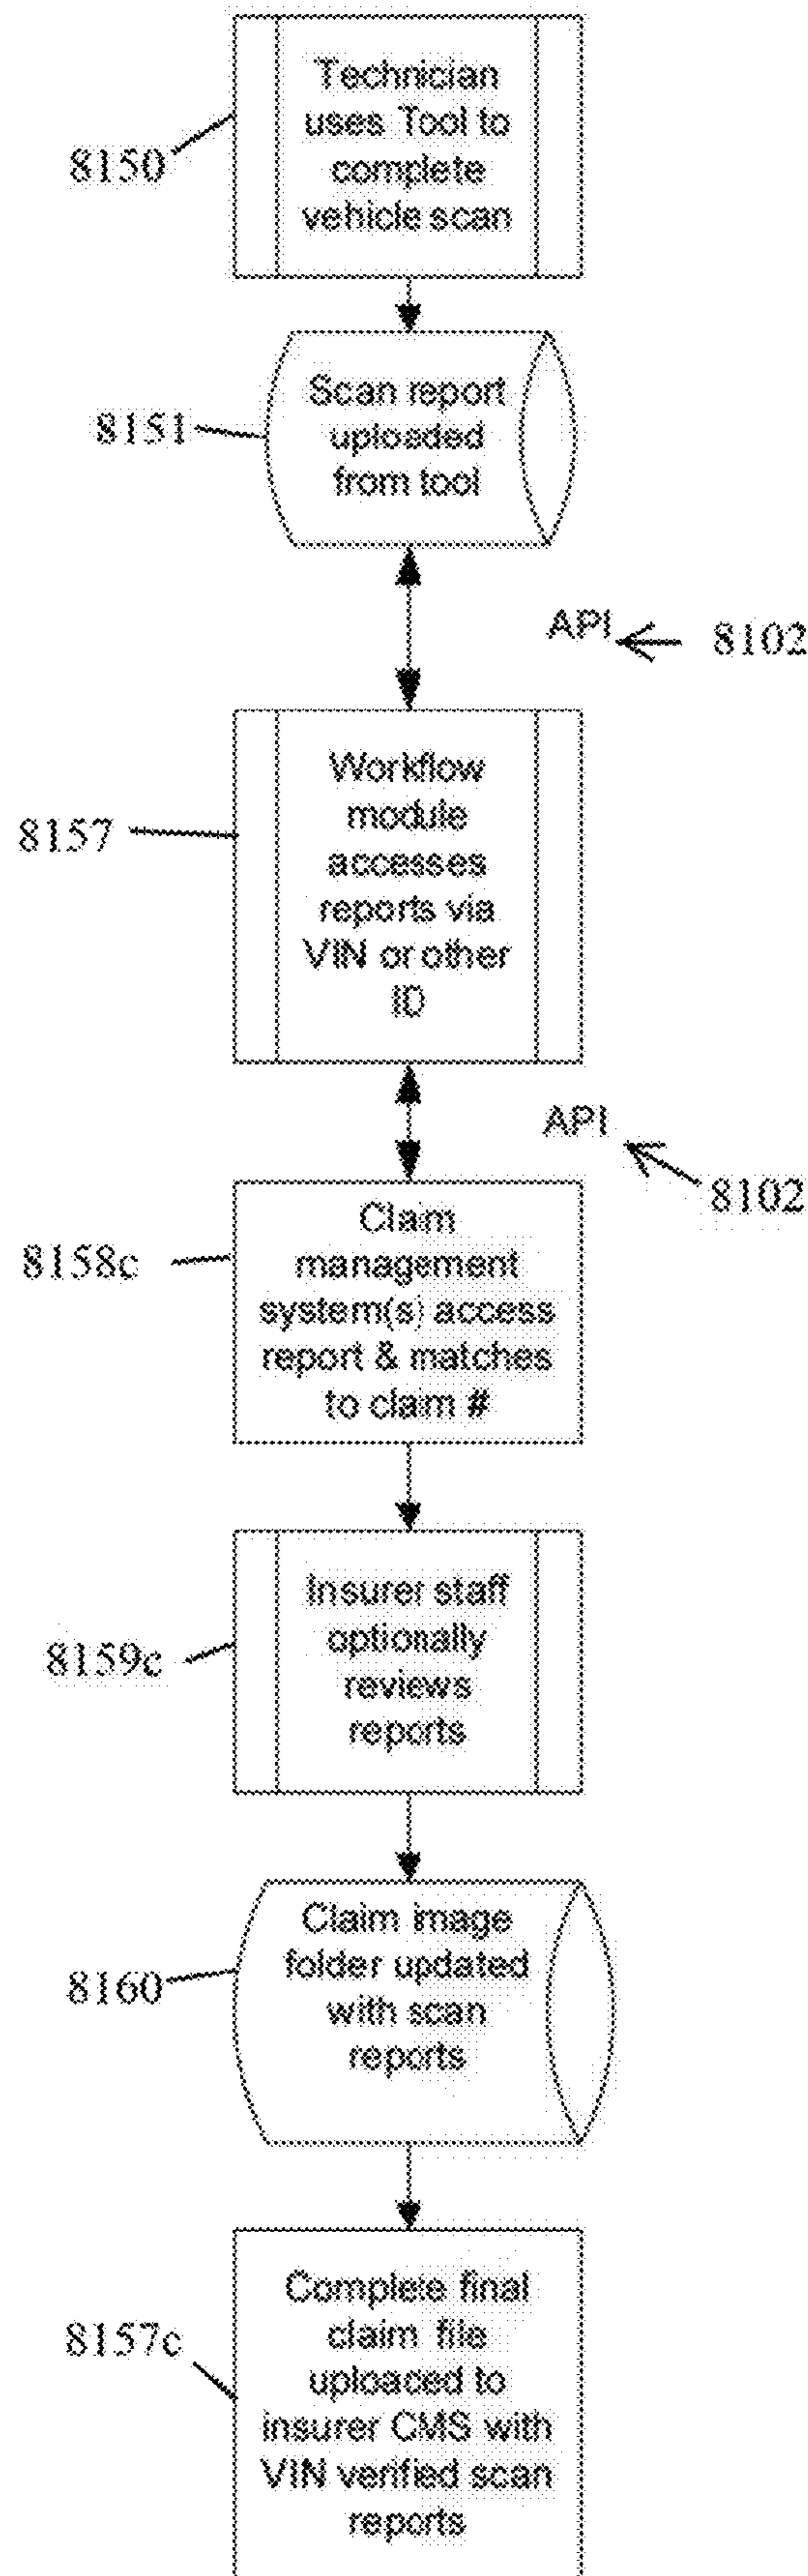 Technician
uses Tool to
complete
vehicle scan
8150
Scan report
uploaded
from tool
8151
API
8102
Workflow
module
accesses
reports via
VIN or other
ID
8157
API
8102
Claim
management
system(s) access
report & matches
to claim #
8158c
Insurer staff
optionally
reviews
reports
8159c
Claim image
folder updated
with scan
reports
8160
Complete final
claim file
uploaced to
insurer CMS with
VIN verified scan
reports
8157c